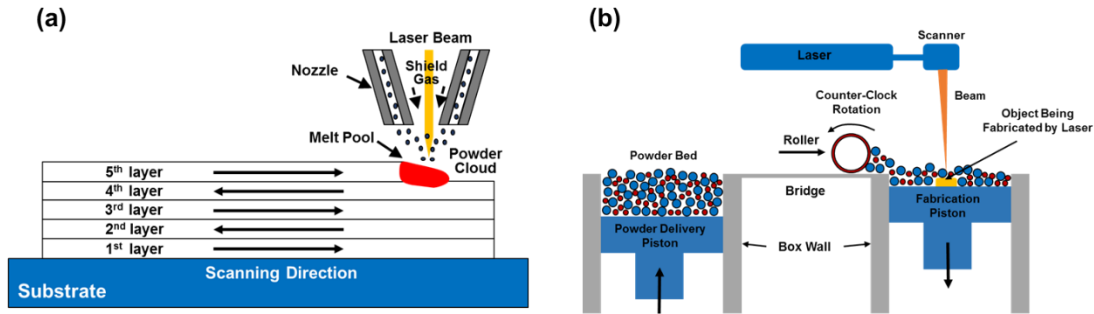 (a)
Laser Beam
Nozzle
Shield
Gas
Melt Pool
Powder
Cloud
5th layer
4th layer
3rd layer
2nd layer
1st layer
Scanning Direction
Substrate
(b)
Scanner
Laser
Counter-Clock
Rotation
Beam
Object Being
Fabricated by Laser
Roller
Powder Bed
Bridge
Fabrication
Piston
Powder Delivery
Piston
Box Wall